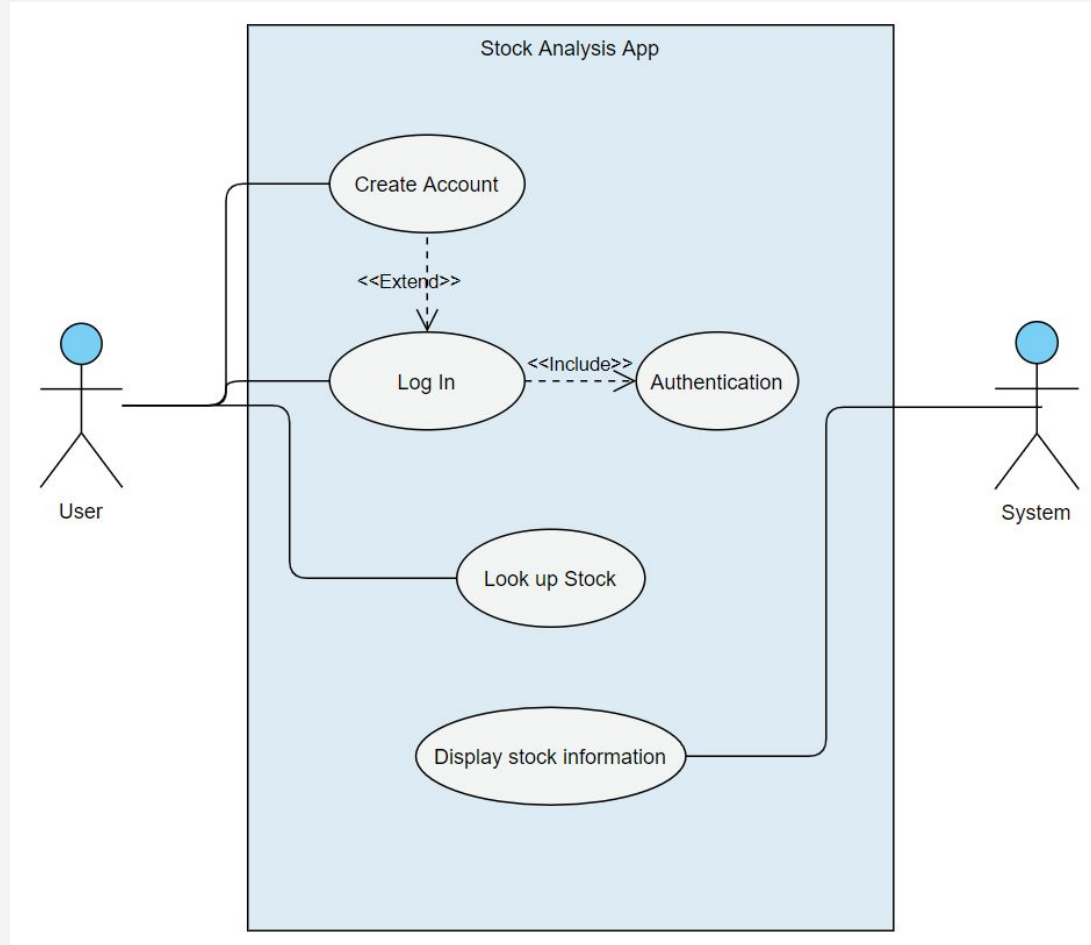 Stock Analysis App
Create Account
<<Extend>>
Log In
<<Include>>
Authentication
User
System
Look up Stock
Display stock information